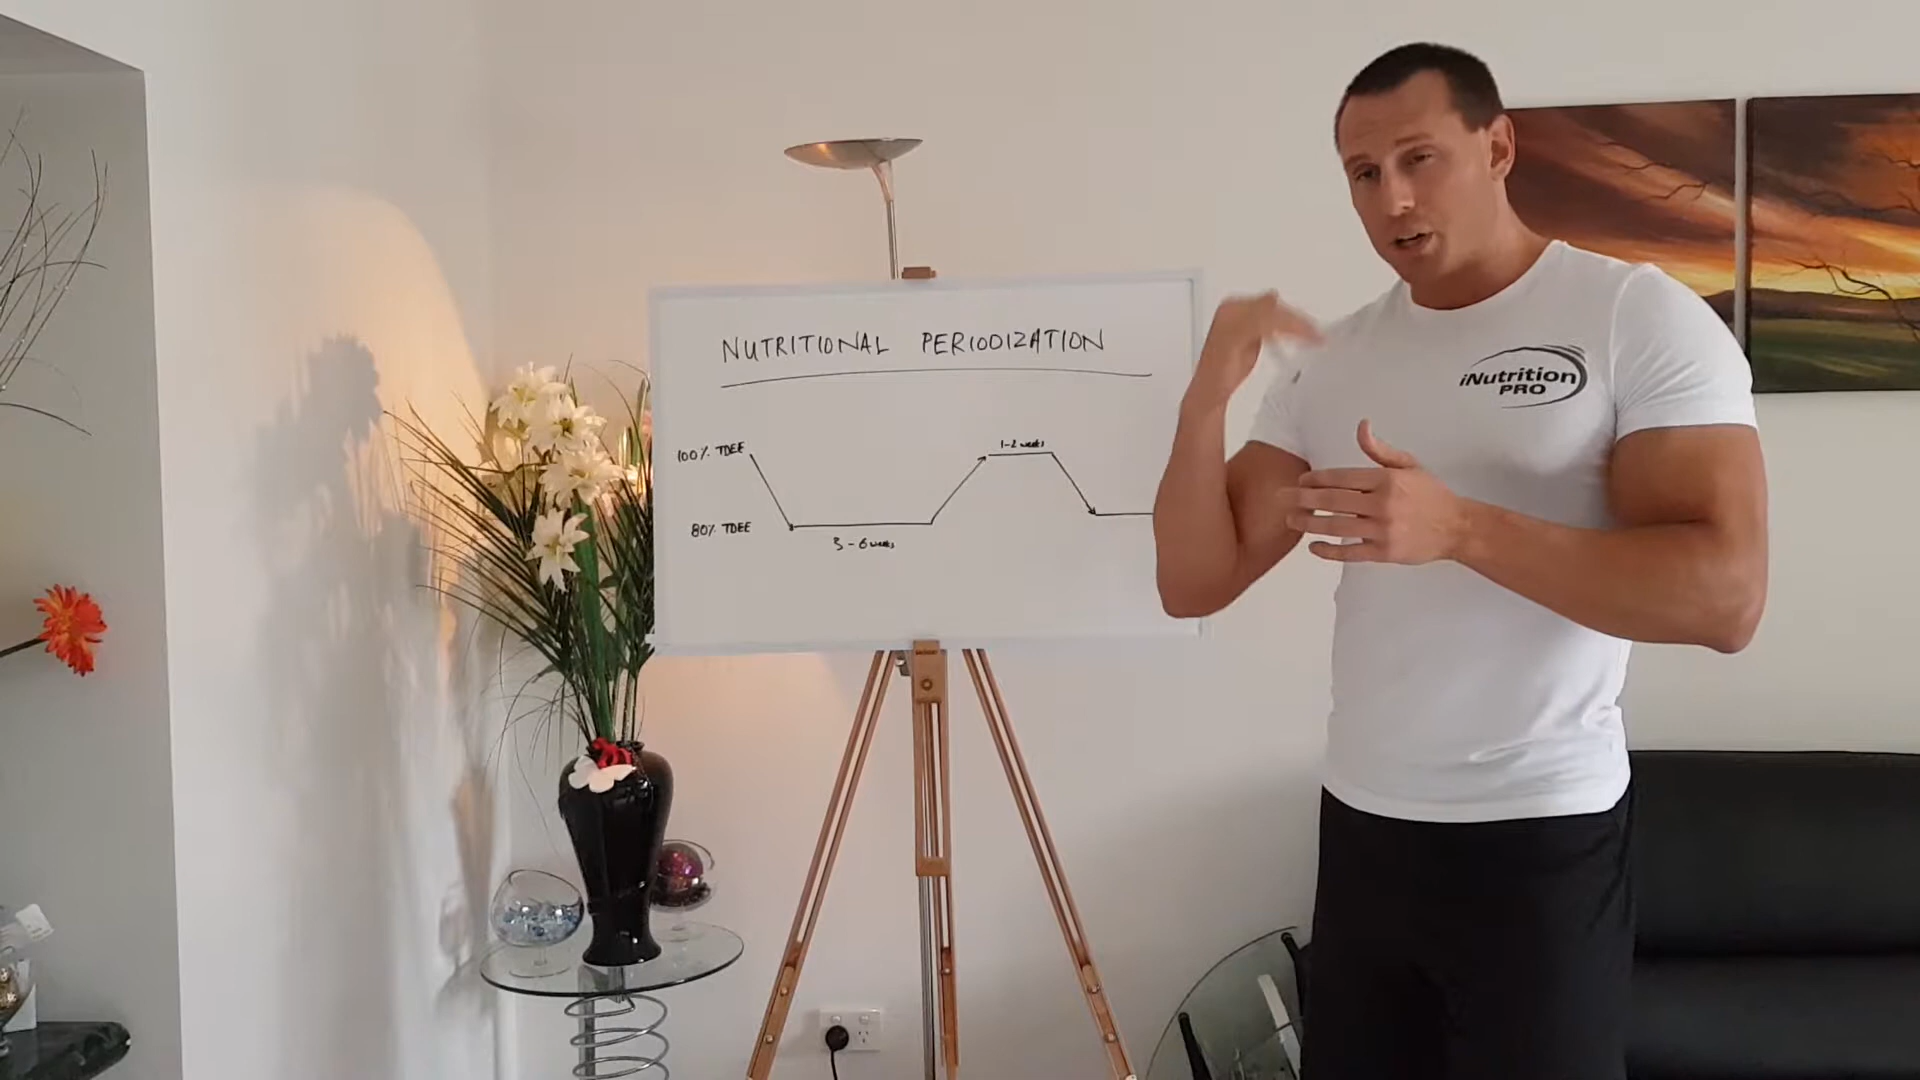 NUTRITIONAL PERIODIZATION
100% TDEE
1-2 weeks
80% TDEE
3-6 weeks
iNutrition
PRO